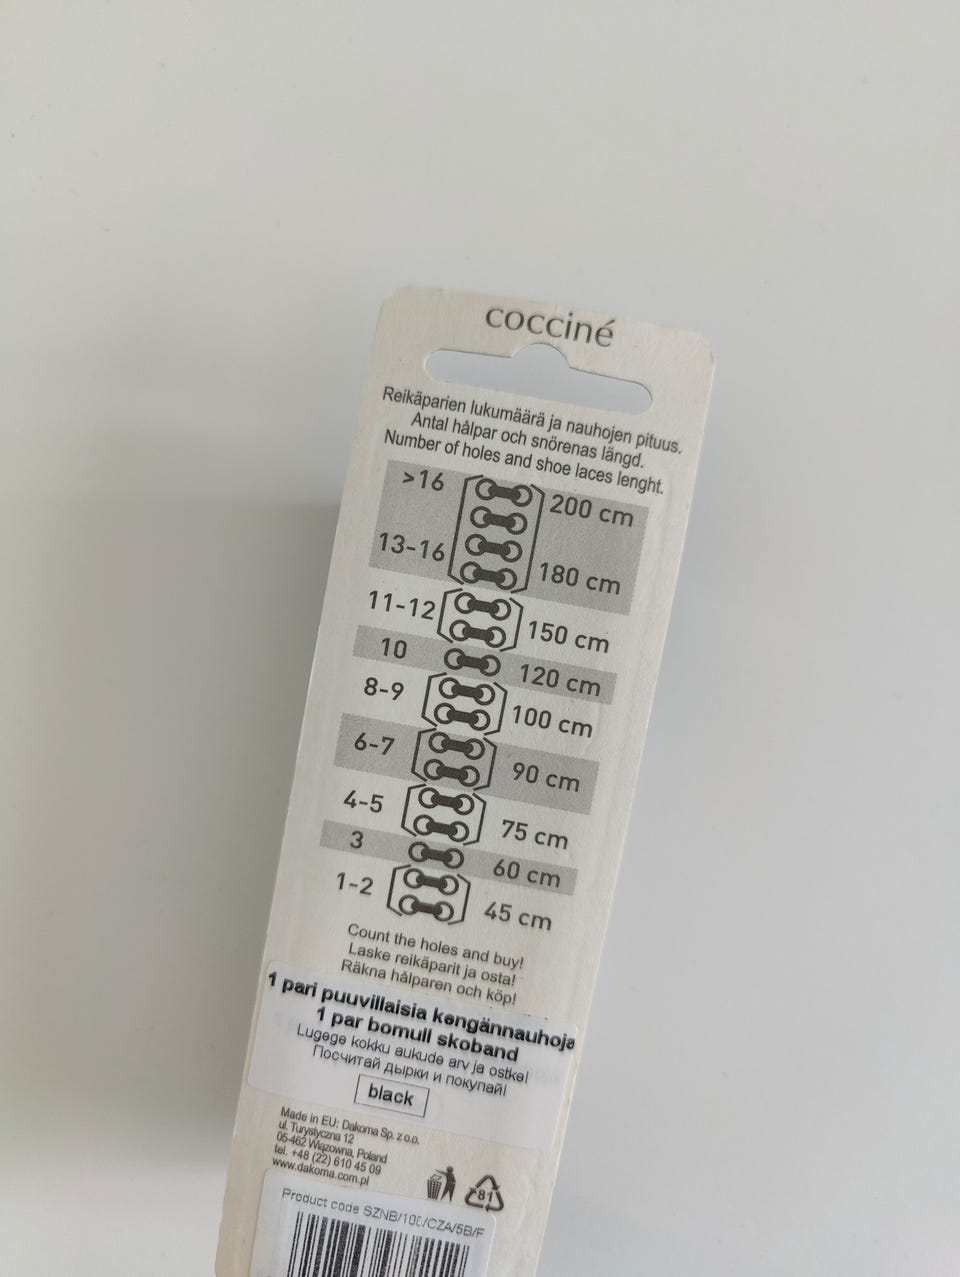 cocciné
Reikäparien lukumäärä ja nauhojen pituus.
Antal hålpar och snörenas längd.
Number of holes and shoe laces lenght.
>16 200 cm
13-16 180 cm
11-12 150 cm
10 120 cm
8-9 100 cm
6-7 90 cm
4-5 75 cm
3 60 cm
1-2 45 cm
Count the holes and buy!
Laske reikäparit ja osta!
Räkna hålparen och köp!
1 pari puuvillaisia kengännauhoja
1 par bomull skoband
Lugege kokku aukude arv ja ostke!
Посчитай дырки и покупай!
black
Made in EU: Dakoma Sp. z o.o.
ul. Turystyczna 12
05-462 Wiązowna, Poland
tel. +48 (22) 610 45 09
www.dakoma.com.pl
81
Product code SZNB/100/CZA/5B/F